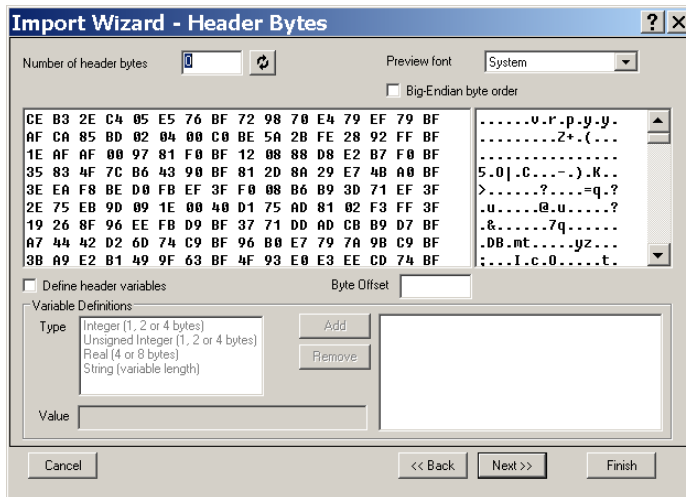 Import Wizard - Header Bytes
Number of header bytes 0 Preview font System
Big-Endian byte order
CE B3 2E C4 05 E5 76 BF 72 98 70 E4 79 EF 79 BF ......v.r.p.y.y.
AF CA 85 BD 02 04 00 C0 BE 5A 2B FE 28 92 FF BF .........Z+.(...
1E AF AF 00 97 81 F0 BF 12 08 88 D8 E2 B7 F0 BF ................
35 83 4F 7C B6 43 90 BF 81 2D 8A 29 E7 4B A0 BF 5.O|.C...-.).K..
3E EA F8 BE D0 FB EF 3F F0 08 B6 B9 3D 71 EF 3F >......?....=q.?
2E 75 EB 9D 09 1E 00 40 D1 75 AD 81 02 F3 FF 3F .u.....@.u.....?
19 26 8F 96 EE FB D9 BF 37 71 DD AD CB B9 D7 BF .&......7q......
A7 44 42 D2 6D 74 C9 BF 96 B0 E7 79 7A 9B C9 BF .DB.mt.....yz...
3B A9 E2 B1 49 9F 63 BF 4F 93 E0 E3 EE CD 74 BF ;...I.c.O.....t.
Define header variables Byte Offset
Variable Definitions
Type Integer (1, 2 or 4 bytes) Add
Unsigned Integer (1, 2 or 4 bytes)
Real (4 or 8 bytes) Remove
String (variable length)
Value
Cancel << Back Next >> Finish